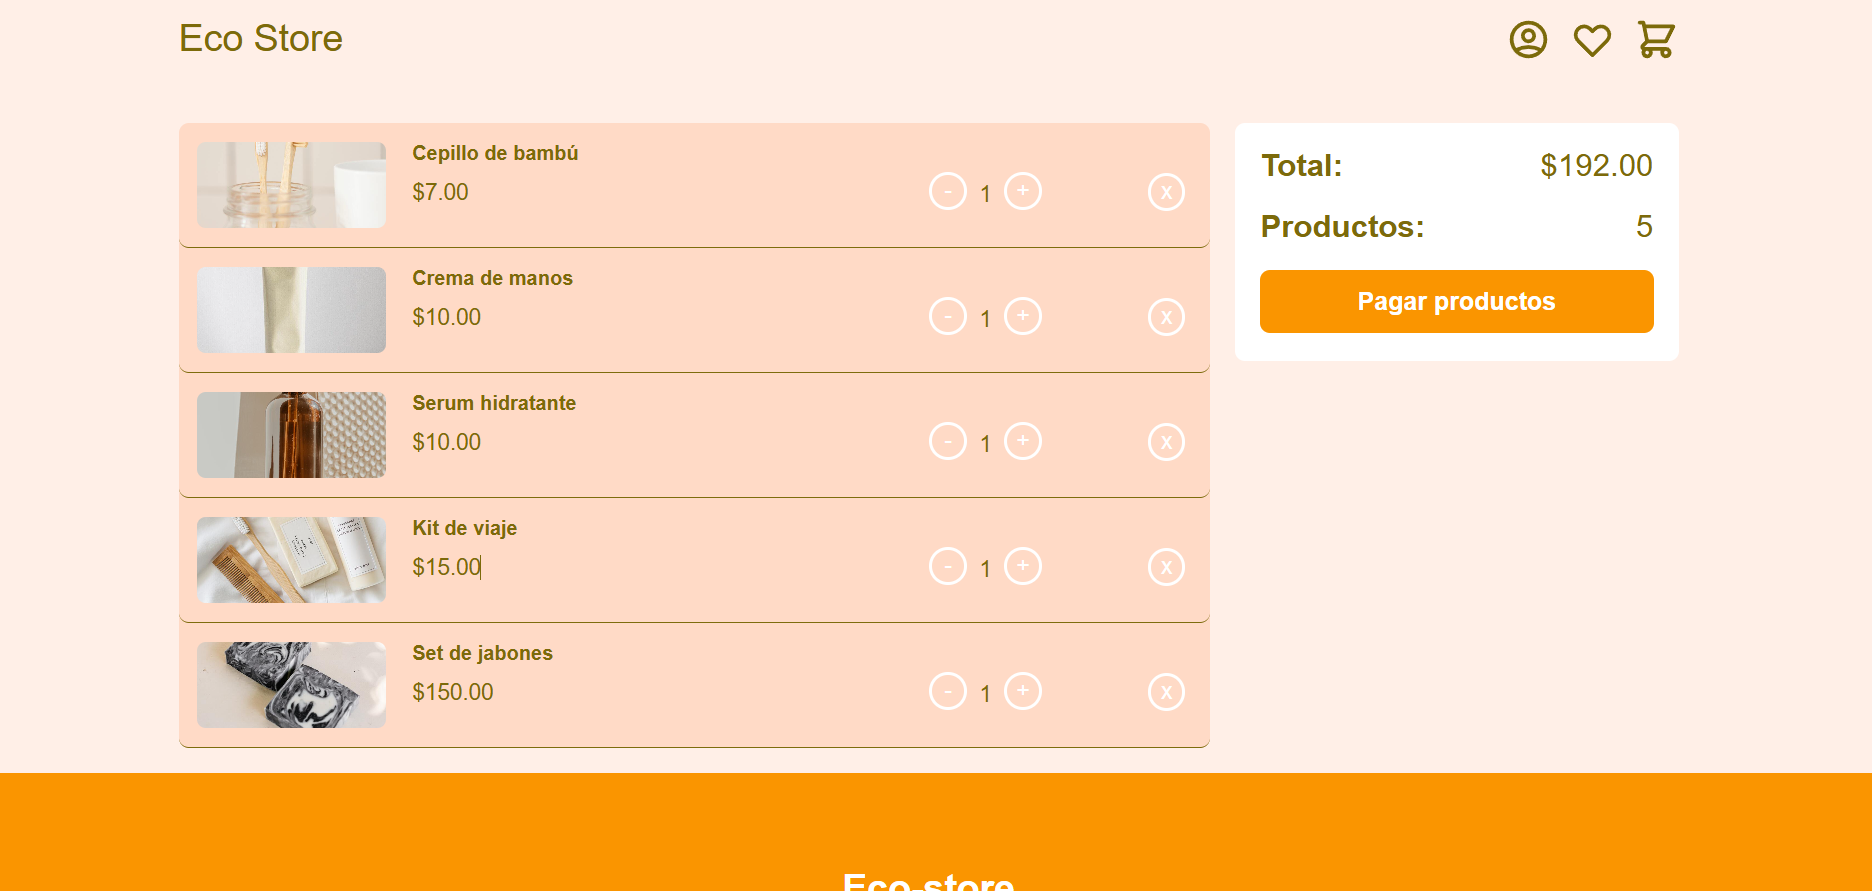 Eco Store
Cepillo de bambú
$7.00
- 1 + x
Crema de manos
$10.00
- 1 + x
Serum hidratante
$10.00
- 1 + x
Kit de viaje
$15.00
- 1 + x
Set de jabones
$150.00
- 1 + x
Total: $192.00
Productos: 5
Pagar productos
Eco-store